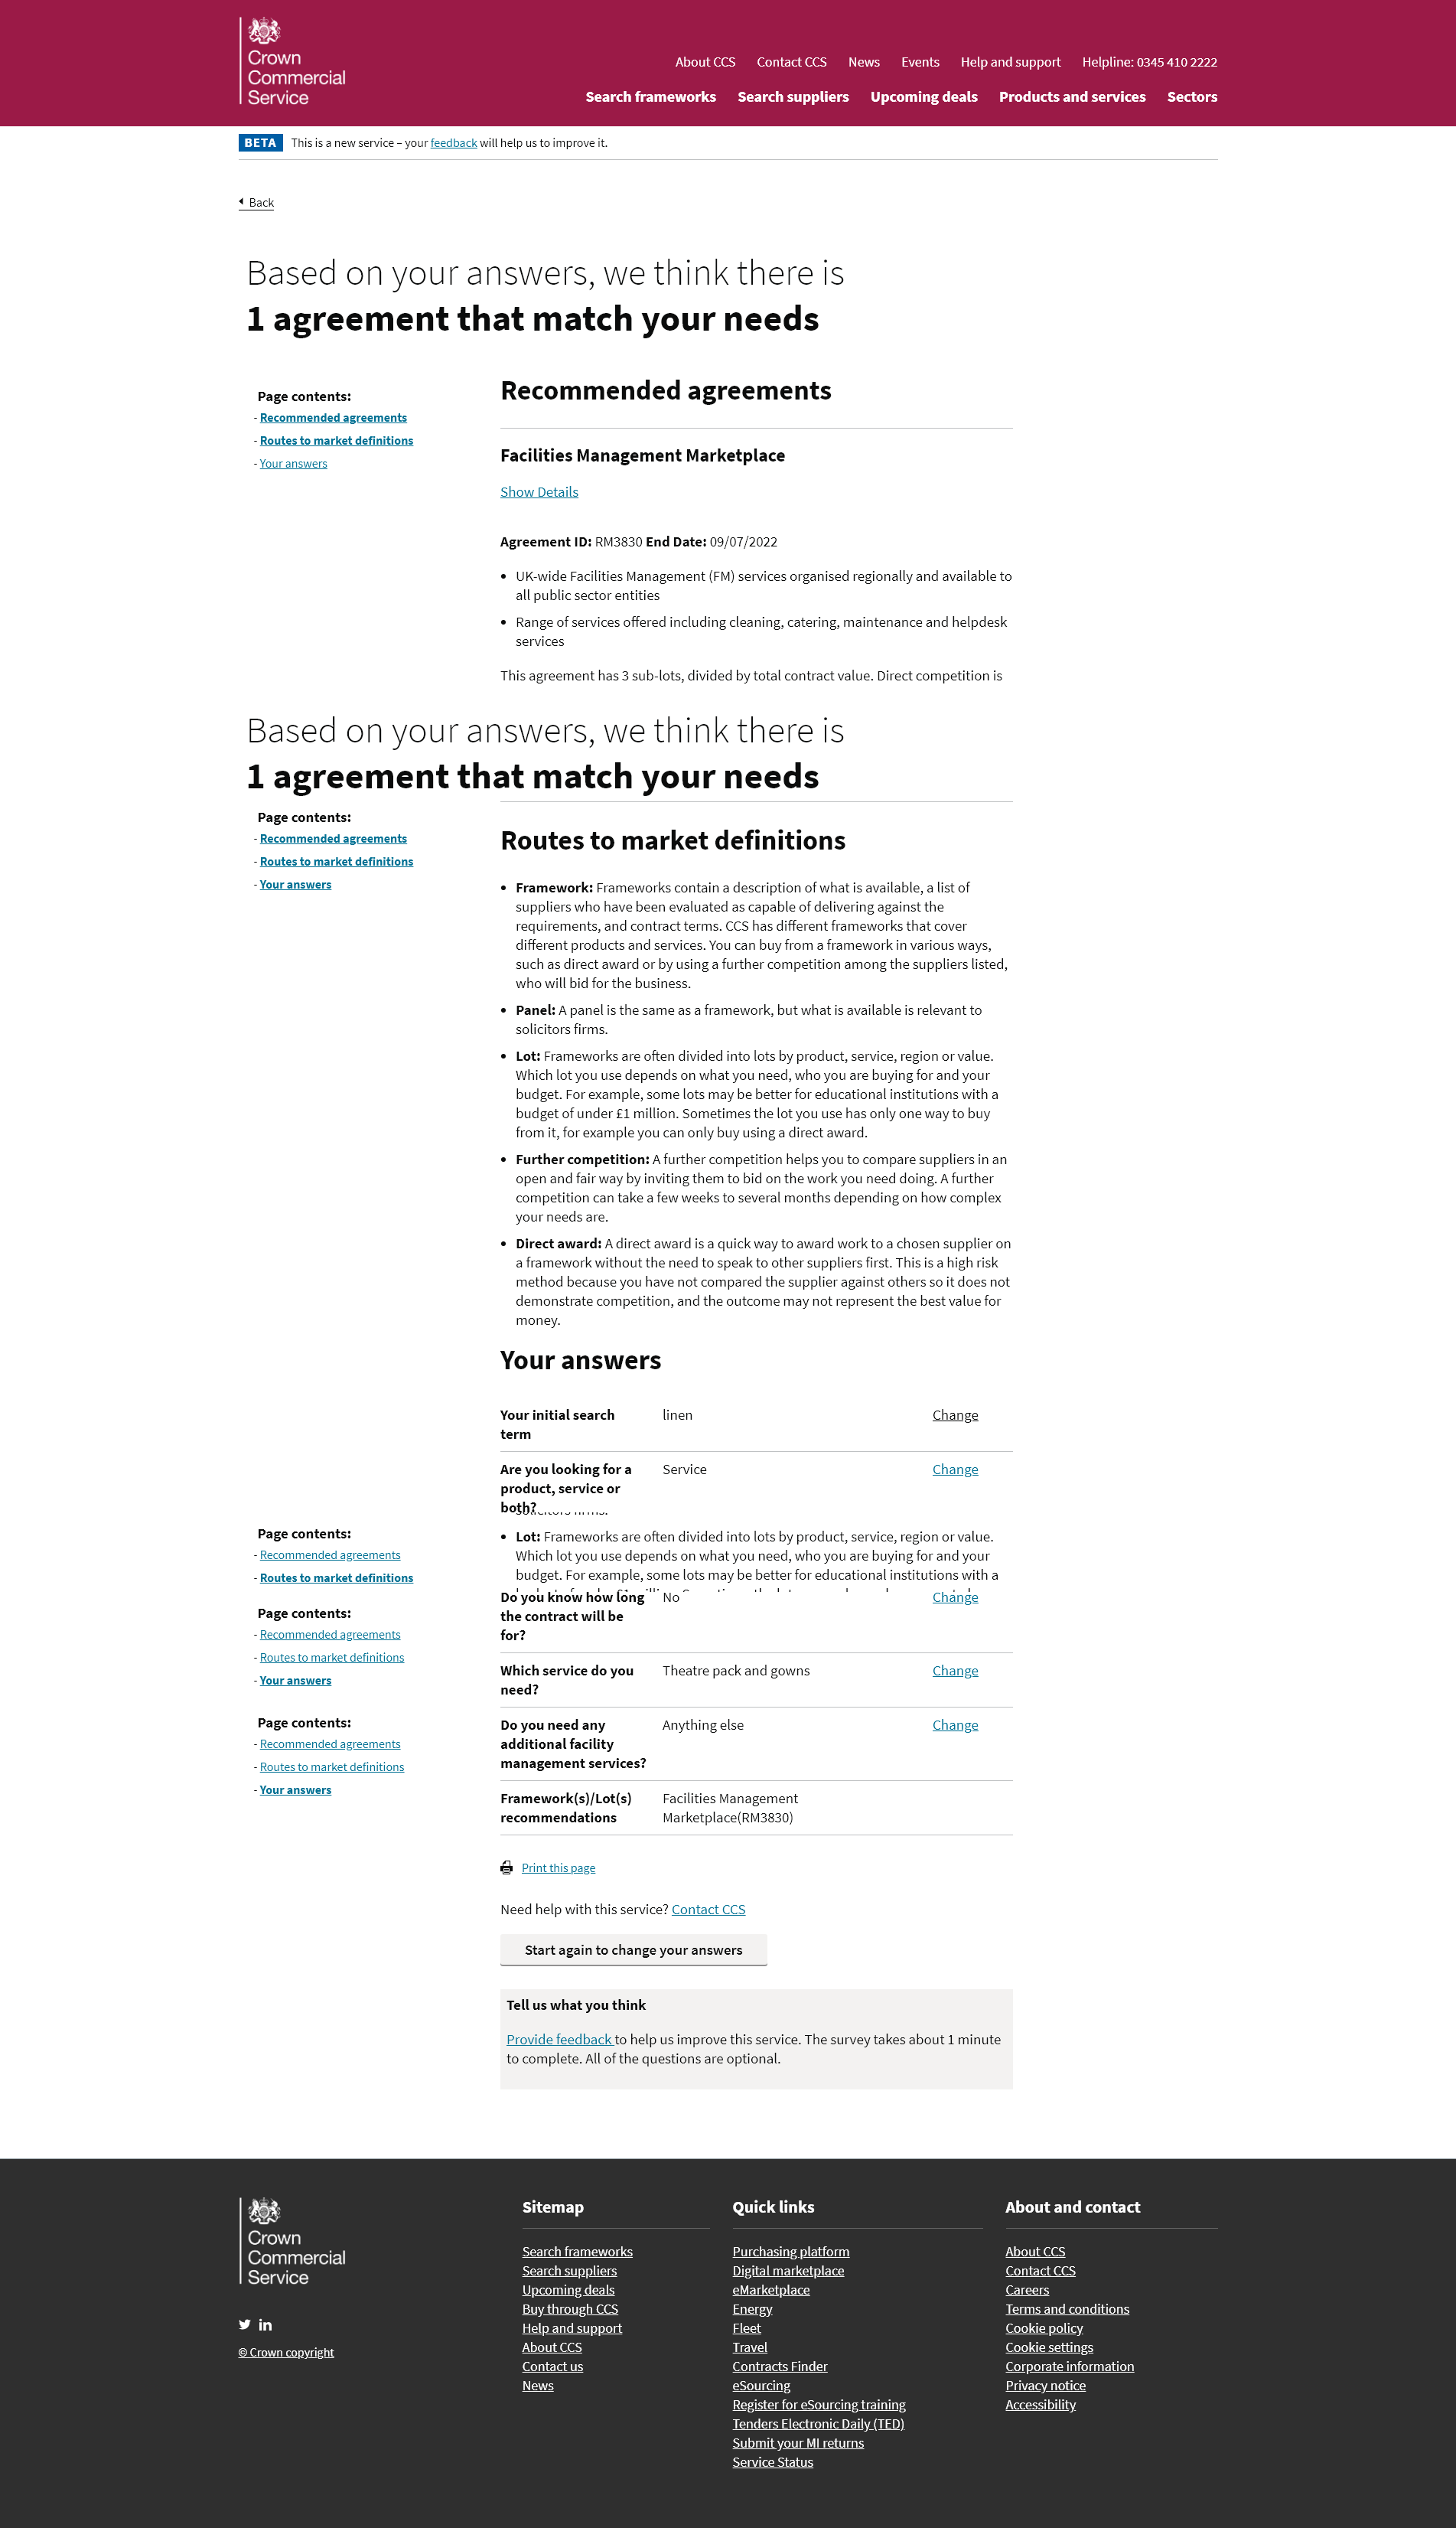 Crown
Commercial
Service
About CCS Contact CCS News Events Help and support Helpline: 0345 410 2222
Search frameworks Search suppliers Upcoming deals Products and services Sectors
BETA This is a new service – your feedback will help us to improve it.
Back
Based on your answers, we think there is
1 agreement that match your needs
Page contents:
- Recommended agreements
- Routes to market definitions
- Your answers
Recommended agreements
Facilities Management Marketplace
Show Details
Agreement ID: RM3830 End Date: 09/07/2022
• UK-wide Facilities Management (FM) services organised regionally and available to
all public sector entities
• Range of services offered including cleaning, catering, maintenance and helpdesk
services
This agreement has 3 sub-lots, divided by total contract value. Direct competition is
Based on your answers, we think there is
1 agreement that match your needs
Page contents:
- Recommended agreements
- Routes to market definitions
- Your answers
Routes to market definitions
• Framework: Frameworks contain a description of what is available, a list of
suppliers who have been evaluated as capable of delivering against the
requirements, and contract terms. CCS has different frameworks that cover
different products and services. You can buy from a framework in various ways,
such as direct award or by using a further competition among the suppliers listed,
who will bid for the business.
• Panel: A panel is the same as a framework, but what is available is relevant to
solicitors firms.
• Lot: Frameworks are often divided into lots by product, service, region or value.
Which lot you use depends on what you need, who you are buying for and your
budget. For example, some lots may be better for educational institutions with a
budget of under £1 million. Sometimes the lot you use has only one way to buy
from it, for example you can only buy using a direct award.
• Further competition: A further competition helps you to compare suppliers in an
open and fair way by inviting them to bid on the work you need doing. A further
competition can take a few weeks to several months depending on how complex
your needs are.
• Direct award: A direct award is a quick way to award work to a chosen supplier on
a framework without the need to speak to other suppliers first. This is a high risk
method because you have not compared the supplier against others so it does not
demonstrate competition, and the outcome may not represent the best value for
money.
Your answers
Your initial search linen Change
term
Are you looking for a Service Change
product, service or
both?
Page contents:
- Recommended agreements
- Routes to market definitions
• Lot: Frameworks are often divided into lots by product, service, region or value.
Which lot you use depends on what you need, who you are buying for and your
budget. For example, some lots may be better for educational institutions with a
Page contents:
- Recommended agreements
- Routes to market definitions
- Your answers
Do you know how long No Change
the contract will be
for?
Which service do you Theatre pack and gowns Change
need?
Page contents:
- Recommended agreements
- Routes to market definitions
- Your answers
Do you need any Anything else Change
additional facility
management services?
Framework(s)/Lot(s) Facilities Management
recommendations Marketplace(RM3830)
Print this page
Need help with this service? Contact CCS
Start again to change your answers
Tell us what you think
Provide feedback to help us improve this service. The survey takes about 1 minute
to complete. All of the questions are optional.
Crown
Commercial
Service
© Crown copyright
Sitemap
Search frameworks
Search suppliers
Upcoming deals
Buy through CCS
Help and support
About CCS
Contact us
News
Quick links
Purchasing platform
Digital marketplace
eMarketplace
Energy
Fleet
Travel
Contracts Finder
eSourcing
Register for eSourcing training
Tenders Electronic Daily (TED)
Submit your MI returns
Service Status
About and contact
About CCS
Contact CCS
Careers
Terms and conditions
Cookie policy
Cookie settings
Corporate information
Privacy notice
Accessibility